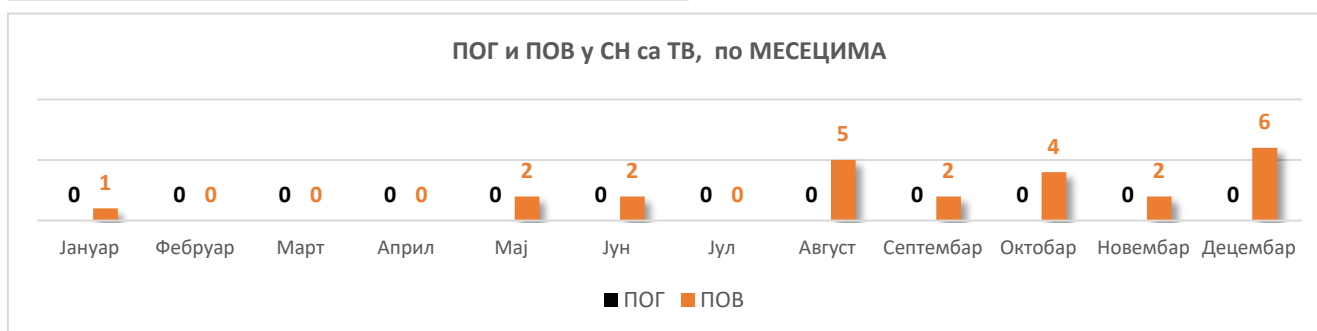 ПОГ и ПОВ у СН са ТВ, по МЕСЕЦИМА
0 1 0 0 0 0 0 0 0 2 0 2 0 0 0 5 0 2 0 4 0 2 0 6
Јануар Фебруар Март Април Мај Јун Јул Август Септембар Октобар Новембар Децембар
ПОГ ПОВ